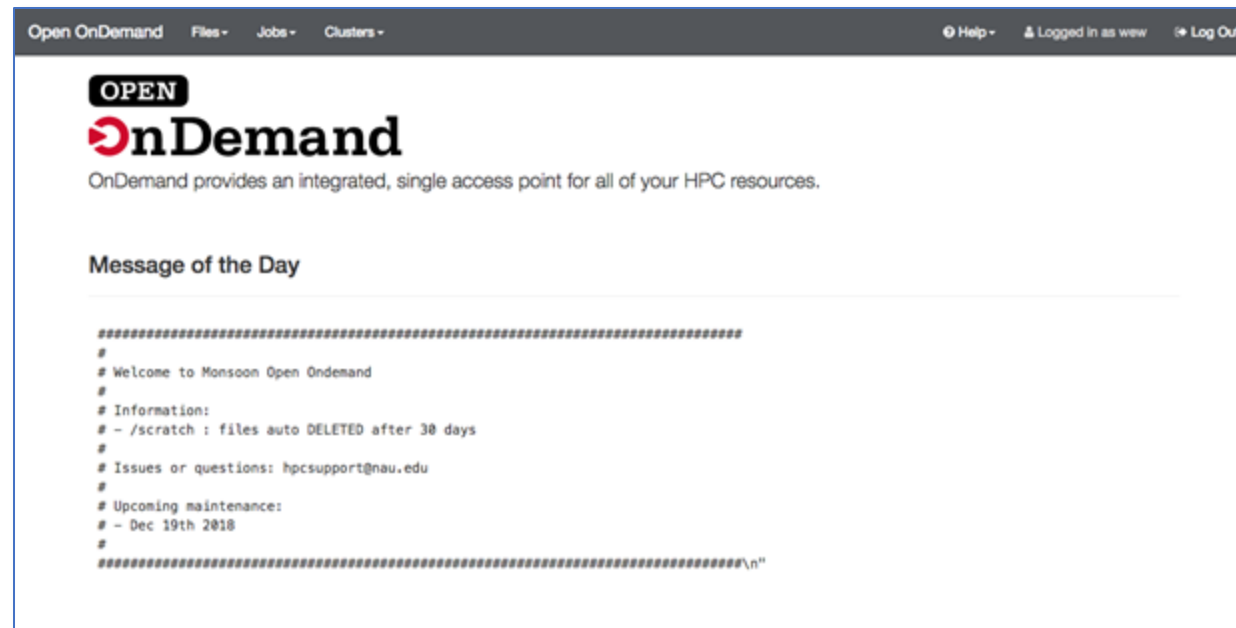 Open OnDemand Files Jobs Clusters Help Logged in as wew Log Ou
OPEN
OnDemand
OnDemand provides an integrated, single access point for all of your HPC resources.
Message of the Day
################################################################################
#
# Welcome to Monsoon Open Ondemand
#
# Information:
# - /scratch : files auto DELETED after 30 days
#
# Issues or questions: hpcsupport@nau.edu
#
# Upcoming maintenance:
# - Dec 19th 2018
#
################################################################################\n"